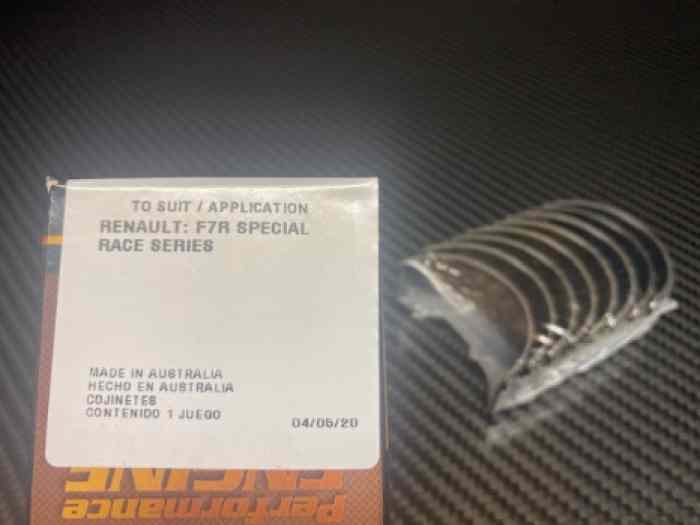 TO SUIT / APPLICATION
RENAULT: F7R SPECIAL
RACE SERIES
MADE IN AUSTRALIA
HECHO EN AUSTRALIA
COJINETES
CONTENIDO 1 JUEGO
04/05/20
ENGINE
Performance